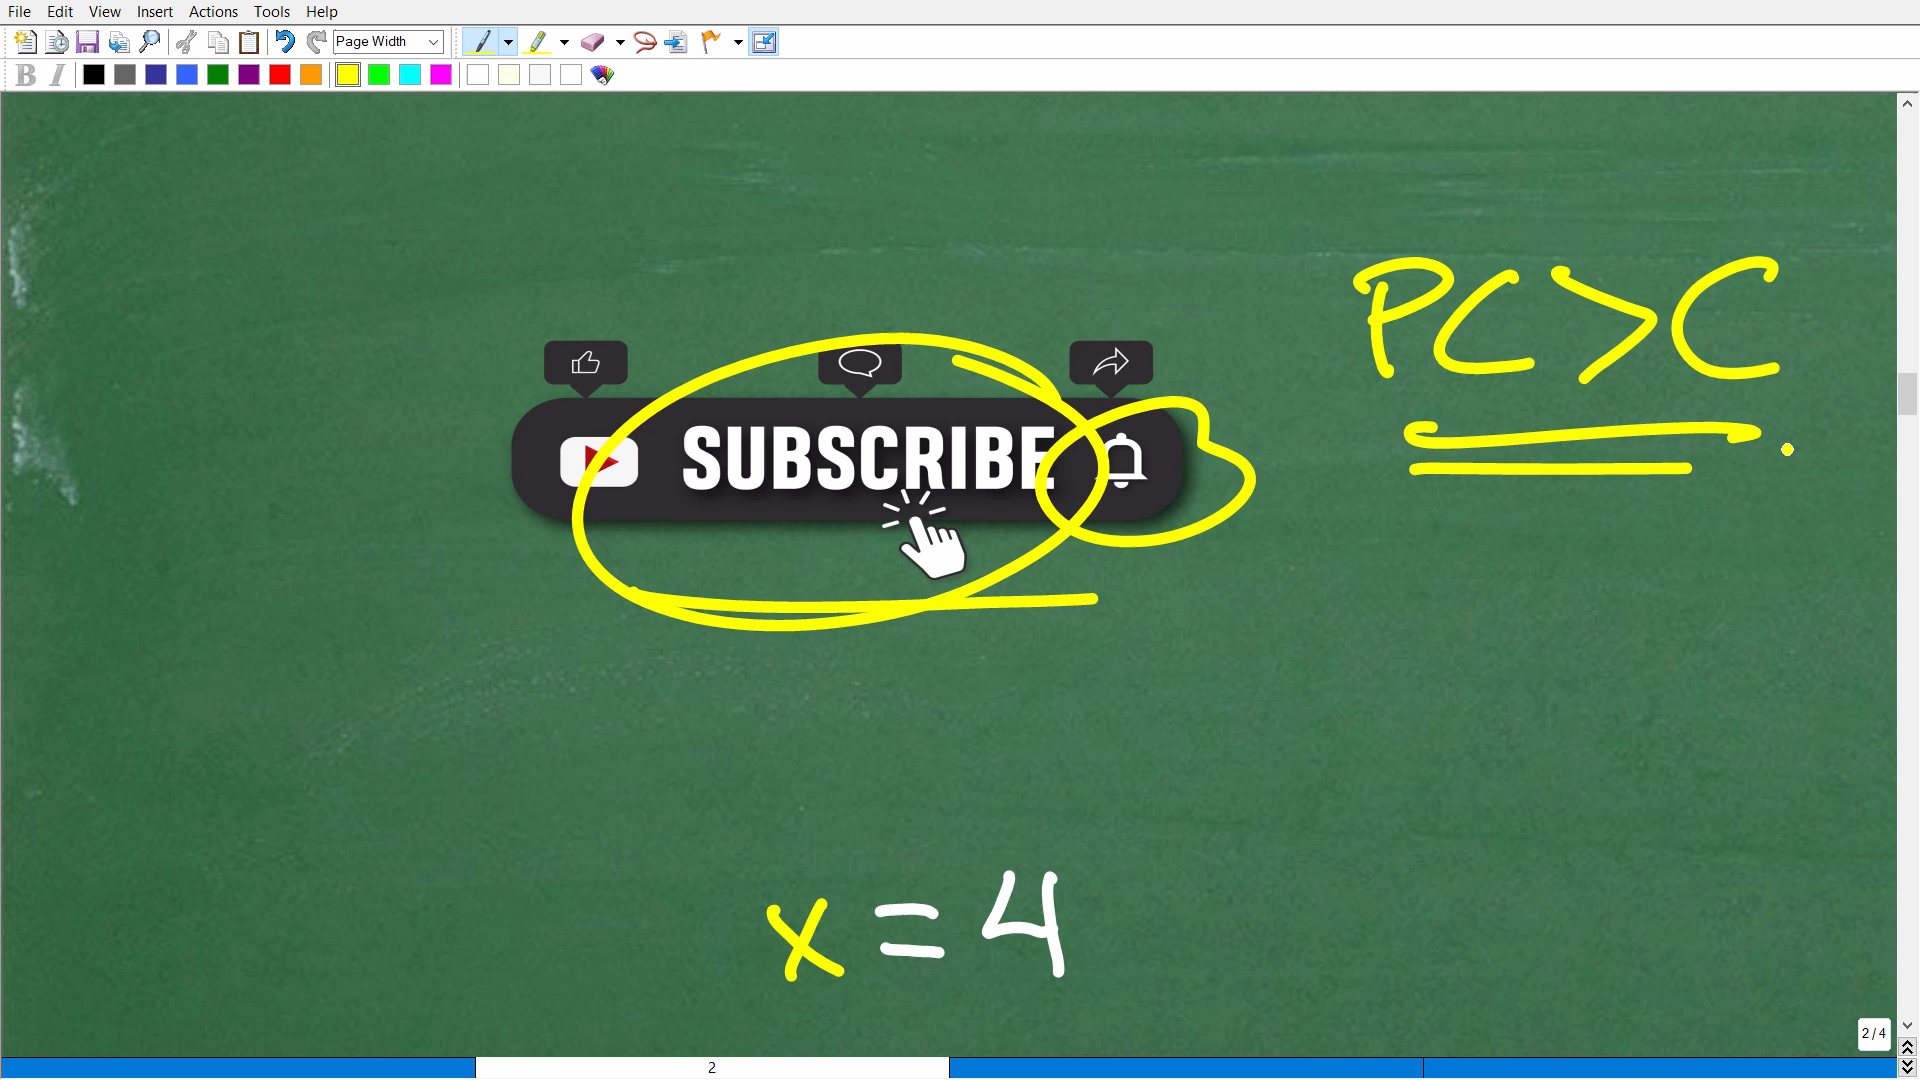 File Edit View Insert Actions Tools Help
Page Width
B I
PC>C
SUBSCRIBE
x = 4
2 / 4
2